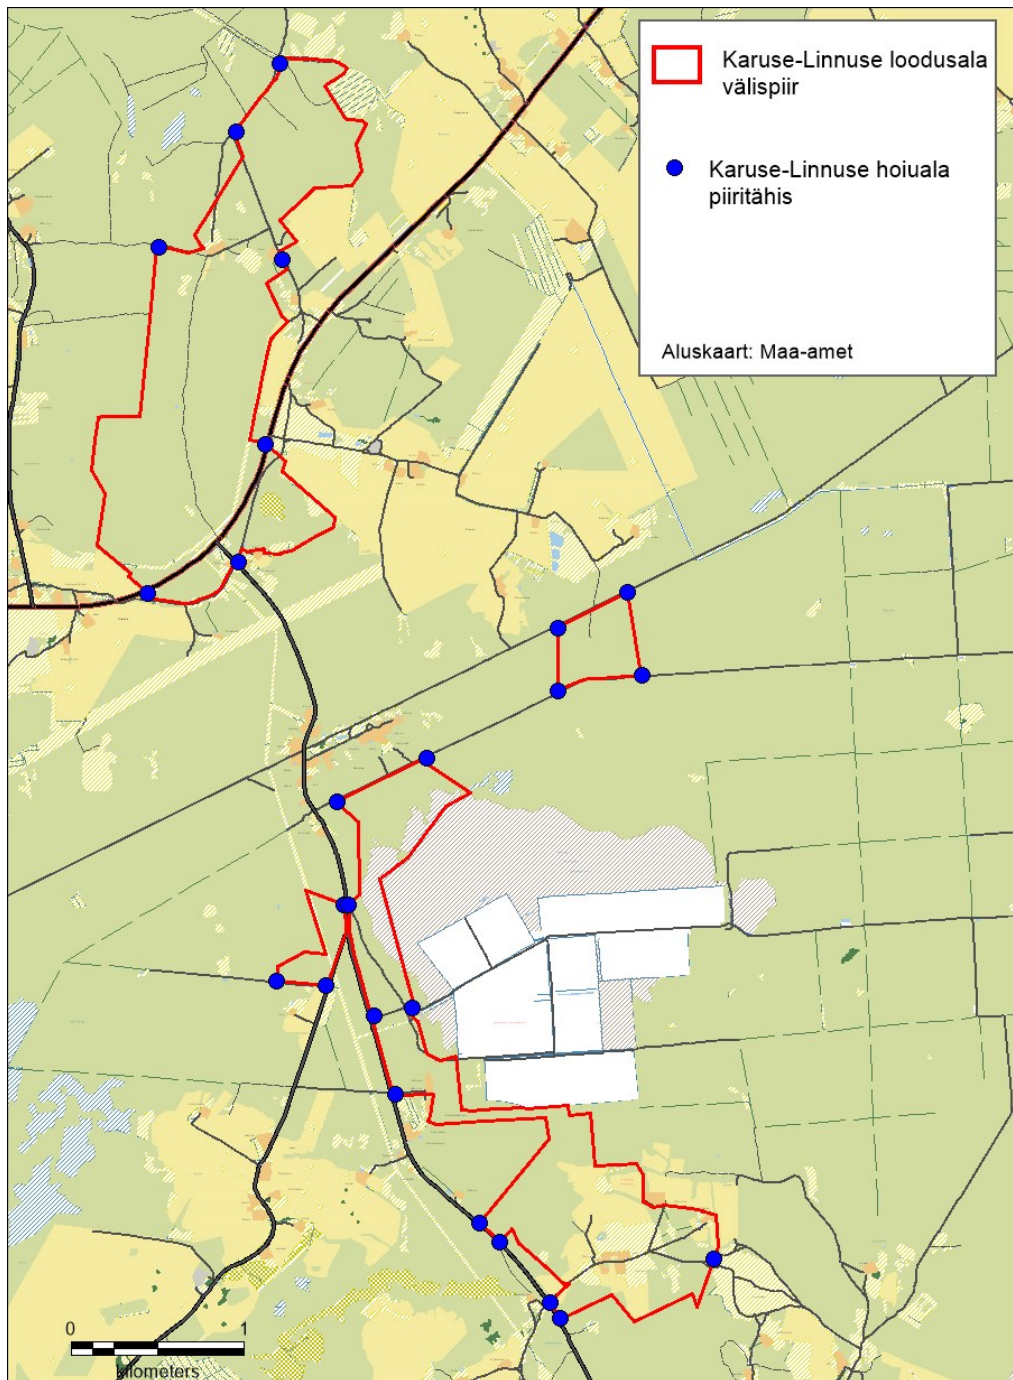 Karuse-Linnuse loodusala
välispiir
Karuse-Linnuse hoiuala
piiritähis
Aluskaart: Maa-amet
0 1
kilometers